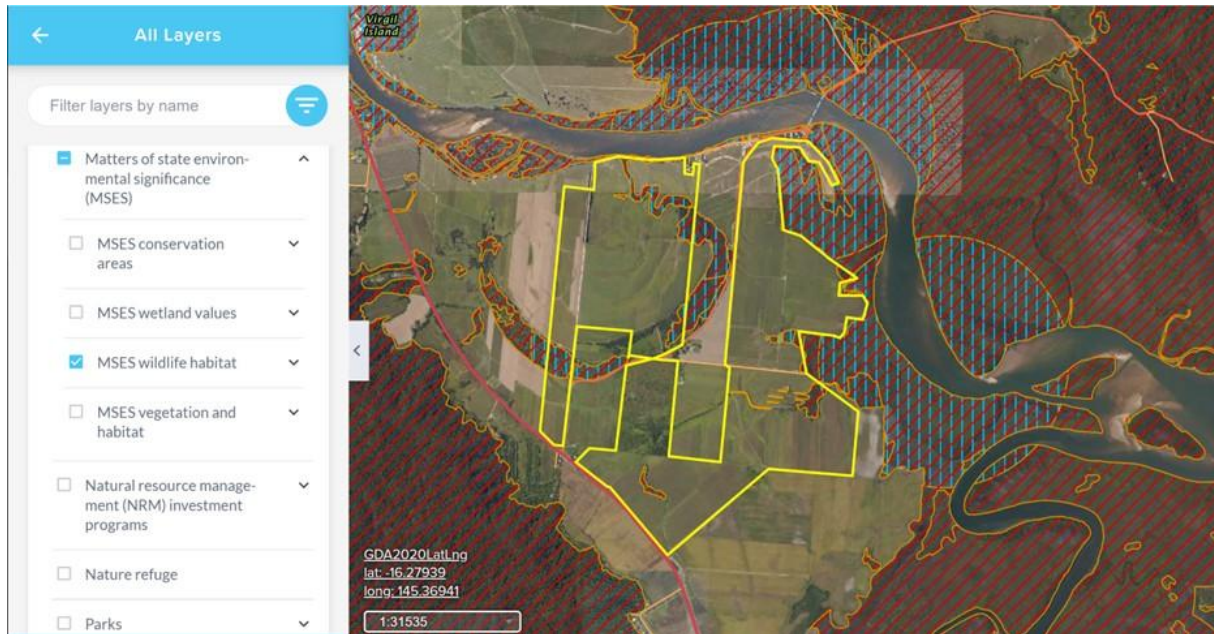 All Layers
Filter layers by name
Matters of state environ-
mental significance
(MSES)
MSES conservation
areas
MSES wetland values
MSES wildlife habitat
MSES vegetation and
habitat
Natural resource manage-
ment (NRM) investment
programs
Nature refuge
Parks
Virgil
Island
GDA2020LatLng
lat: -16.27939
long: 145.36941
1:31535